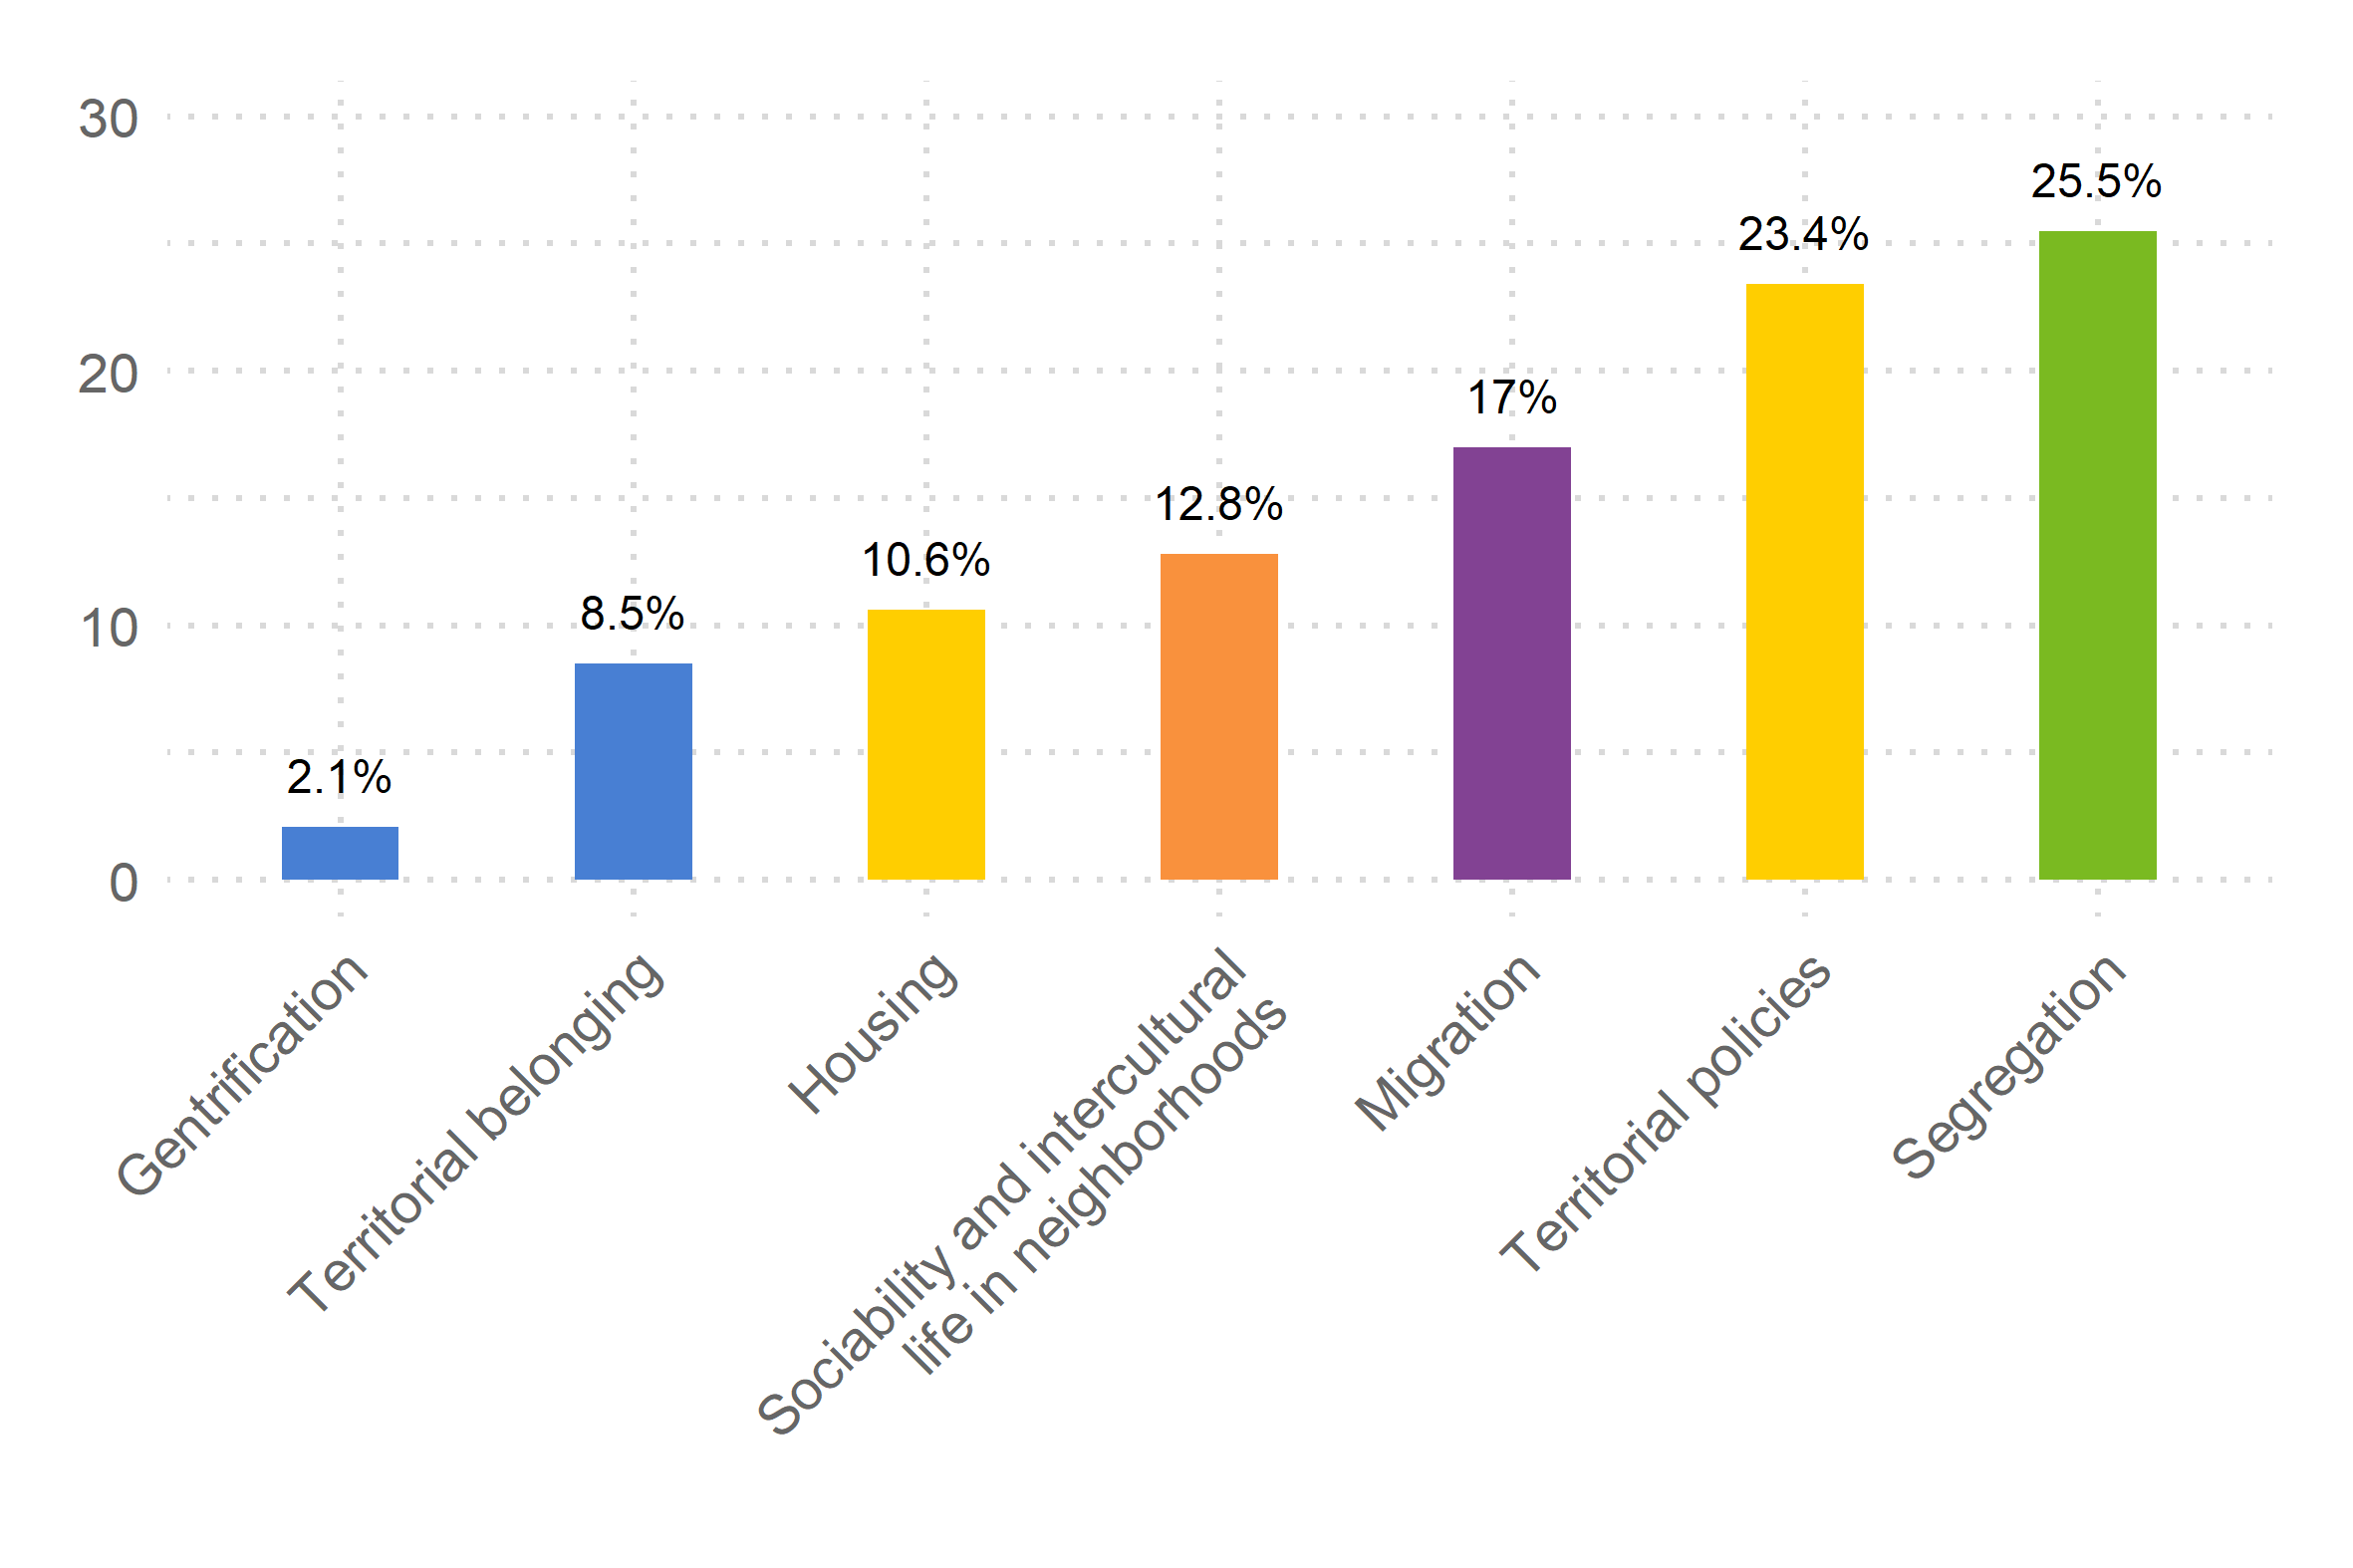 30
20
10
0
2.1%
8.5%
10.6%
12.8%
17%
23.4%
25.5%
Gentrification
Territorial belonging
Housing
Sociability and intercultural
life in neighborhoods
Migration
Territorial policies
Segregation